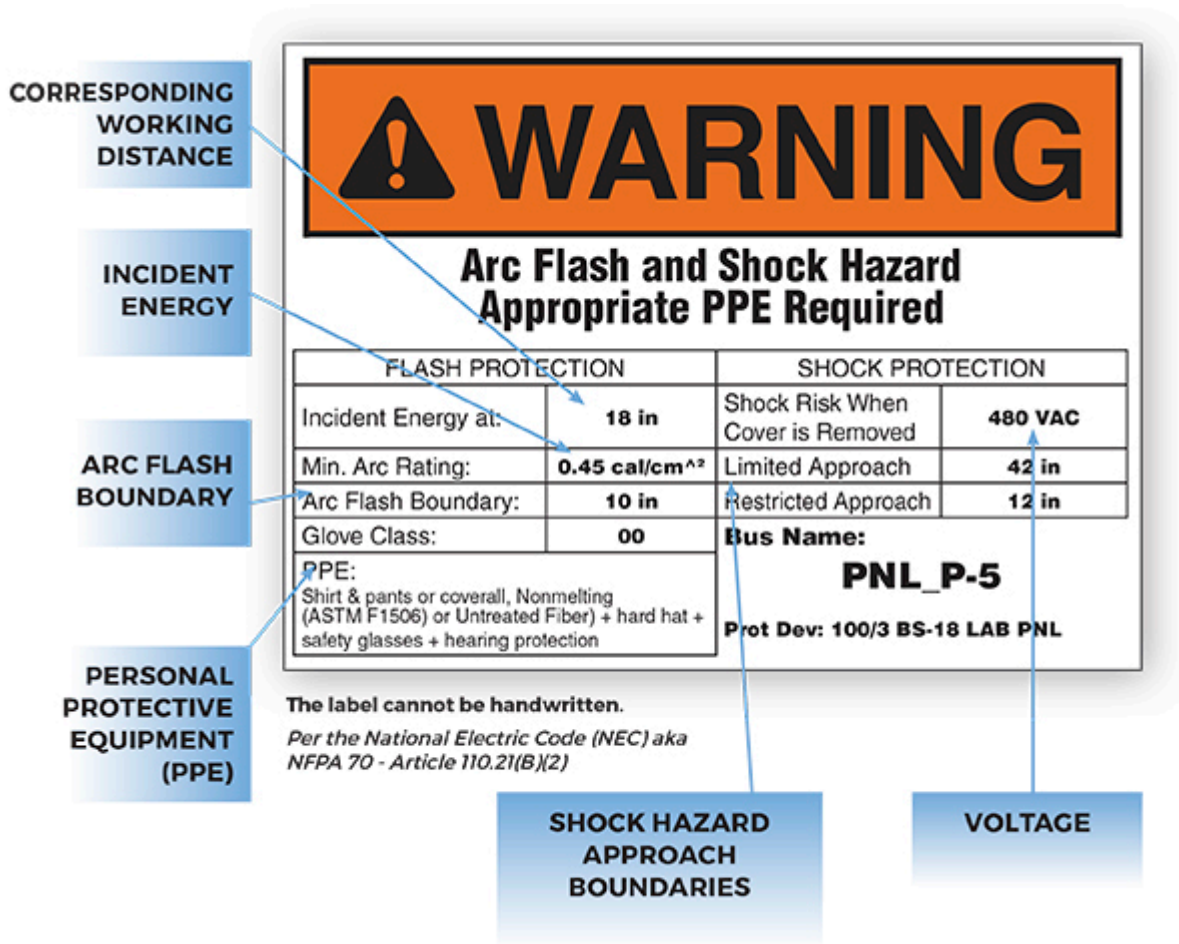 CORRESPONDING
WORKING
DISTANCE
INCIDENT
ENERGY
ARC FLASH
BOUNDARY
PERSONAL
PROTECTIVE
EQUIPMENT
(PPE)
WARNING
Arc Flash and Shock Hazard
Appropriate PPE Required
FLASH PROTECTION
Incident Energy at: 18 in
Min. Arc Rating: 0.45 cal/cm^²
Arc Flash Boundary: 10 in
Glove Class: 00
PPE:
Shirt & pants or coverall, Nonmelting
(ASTM F1506) or Untreated Fiber) + hard hat +
safety glasses + hearing protection
SHOCK PROTECTION
Shock Risk When
Cover is Removed 480 VAC
Limited Approach 42 in
Restricted Approach 12 in
Bus Name:
PNL_P-5
Prot Dev: 100/3 BS-18 LAB PNL
The label cannot be handwritten.
Per the National Electric Code (NEC) aka
NFPA 70 - Article 110.21(B)(2)
SHOCK HAZARD
APPROACH
BOUNDARIES
VOLTAGE